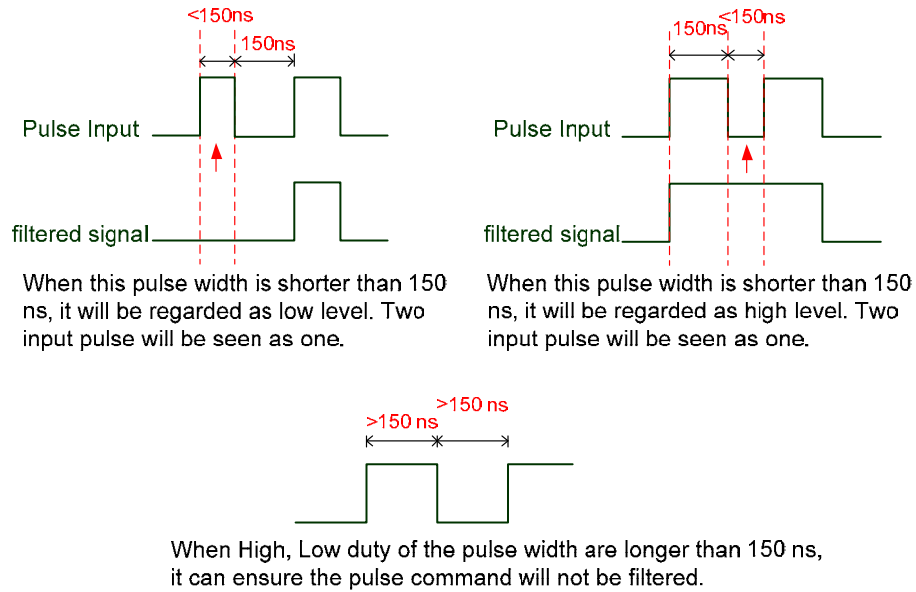 <150ns
150ns
Pulse Input
filtered signal
When this pulse width is shorter than 150
ns, it will be regarded as low level. Two
input pulse will be seen as one.
<150ns
150ns
Pulse Input
filtered signal
When this pulse width is shorter than 150
ns, it will be regarded as high level. Two
input pulse will be seen as one.
>150 ns
>150 ns
When High, Low duty of the pulse width are longer than 150 ns,
it can ensure the pulse command will not be filtered.